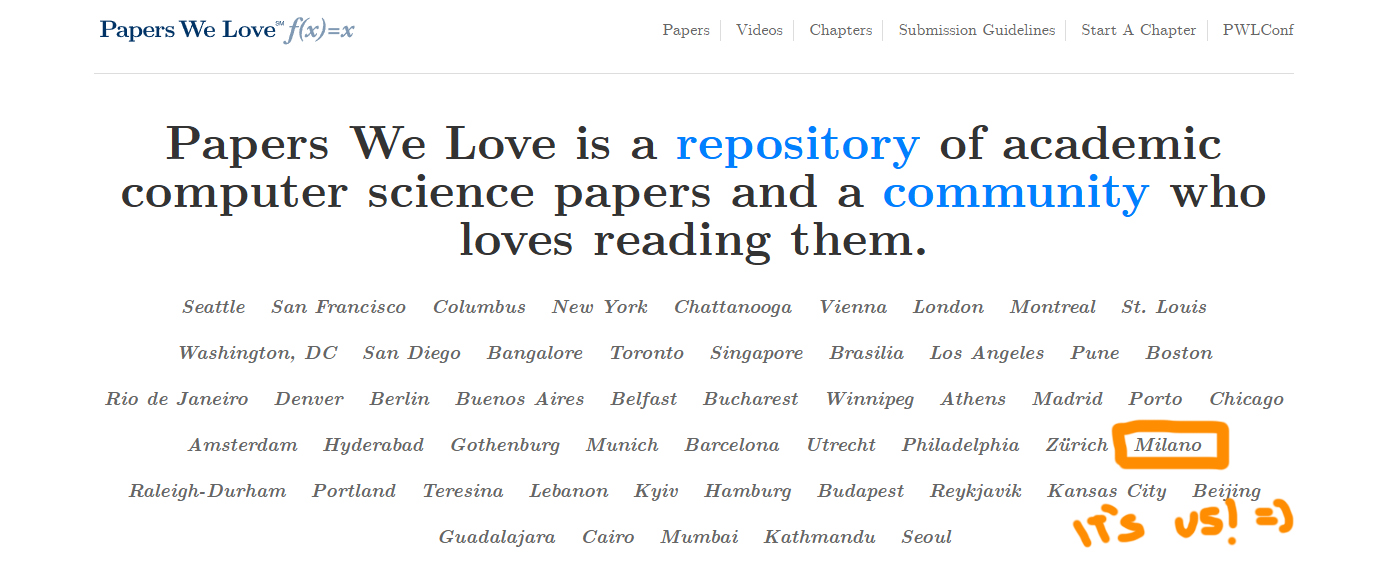 Papers We Love℠ f(x)=x
Papers Videos Chapters Submission Guidelines Start A Chapter PWLConf
Papers We Love is a repository of academic
computer science papers and a community who
loves reading them.
Seattle San Francisco Columbus New York Chattanooga Vienna London Montreal St. Louis
Washington, DC San Diego Bangalore Toronto Singapore Brasilia Los Angeles Pune Boston
Rio de Janeiro Denver Berlin Buenos Aires Belfast Bucharest Winnipeg Athens Madrid Porto Chicago
Amsterdam Hyderabad Gothenburg Munich Barcelona Utrecht Philadelphia Zürich Milano
Raleigh-Durham Portland Teresina Lebanon Kyiv Hamburg Budapest Reykjavik Kansas City Beijing
IT'S US! =)
Guadalajara Cairo Mumbai Kathmandu Seoul